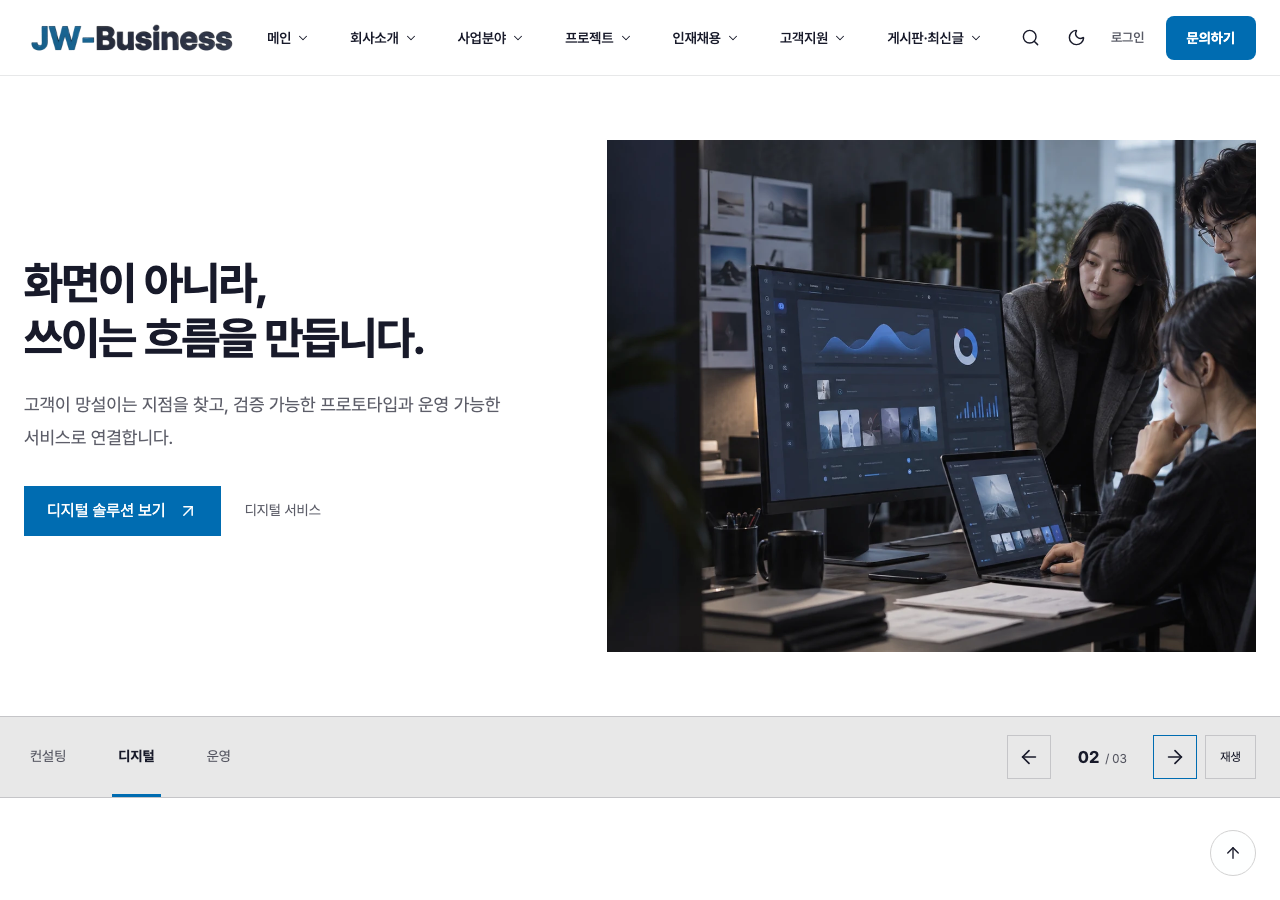 JW-Business
메인
회사소개
사업분야
프로젝트
인재채용
고객지원
게시판·최신글
로그인
문의하기
화면이 아니라,
쓰이는 흐름을 만듭니다.
고객이 망설이는 지점을 찾고, 검증 가능한 프로토타입과 운영 가능한
서비스로 연결합니다.
디지털 솔루션 보기
디지털 서비스
컨설팅
디지털
운영
02 / 03
재생